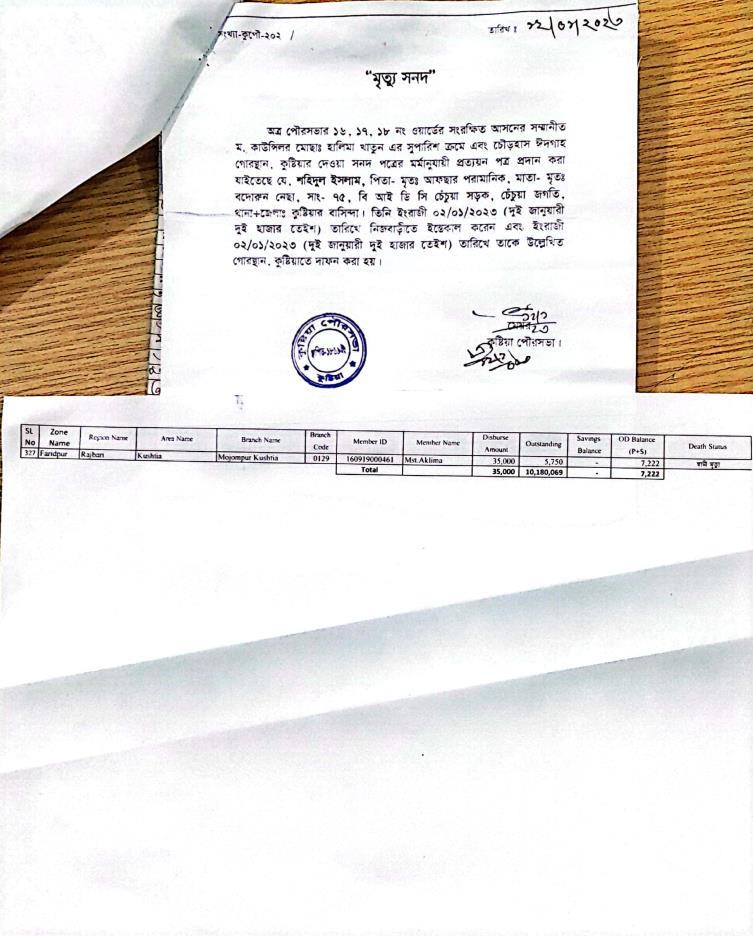 সংখ্যা-কুপৌ-২০২ / তারিখ ঃ
"মৃত্যু সনদ"
অত্র পৌরসভার ১৬, ১৭, ১৮ নং ওয়ার্ডের সংরক্ষিত আসনের সম্মানীত
ম, কাউন্সিলর মোছাঃ হালিমা খাতুন এর সুপারিশ ক্রমে এবং চৌড়হাস ঈদগাহ
গোরস্থান, কুষ্টিয়ার দেওয়া সনদ পত্রের মর্মানুযায়ী প্রত্যয়ন পত্র প্রদান করা
যাইতেছে যে, শহিদুল ইসলাম, পিতা- মৃতঃ আফছার পরামানিক, মাতা- মৃতঃ
বদোরুন নেছা, সাং- ৭৫, বি আই ডি সি চেঁচুয়া সড়ক, চেঁচুয়া জগতি,
থানা+জেলাঃ কুষ্টিয়ার বাসিন্দা। তিনি ইংরাজী ০২/০১/২০২৩ (দুই জানুয়ারী
দুই হাজার তেইশ) তারিখে নিজবাড়ীতে ইন্তেকাল করেন এবং ইংরাজী
০২/০১/২০২৩ (দুই জানুয়ারী দুই হাজার তেইশ) তারিখে তাকে উল্লেখিত
গোরস্থান, কুষ্টিয়াতে দাফন করা হয়।
কুষ্টিয়া পৌরসভা
কুষ্টিয়া
কুষ্টিয়া পৌরসভা।
SL No Zone Name Region Name Area Name Branch Name Branch Code Member ID Member Name Disburse Amount Outstanding Savings Balance OD Balance (P+S) Death Status
327 Faridpur Rajbari Kushtia Mojompur Kushtia 0129 160919000461 Mst.Aklima 35,000 5,750 - 7,222 স্বামী মৃত্যু
Total 35,000 10,180,069 - 7,222